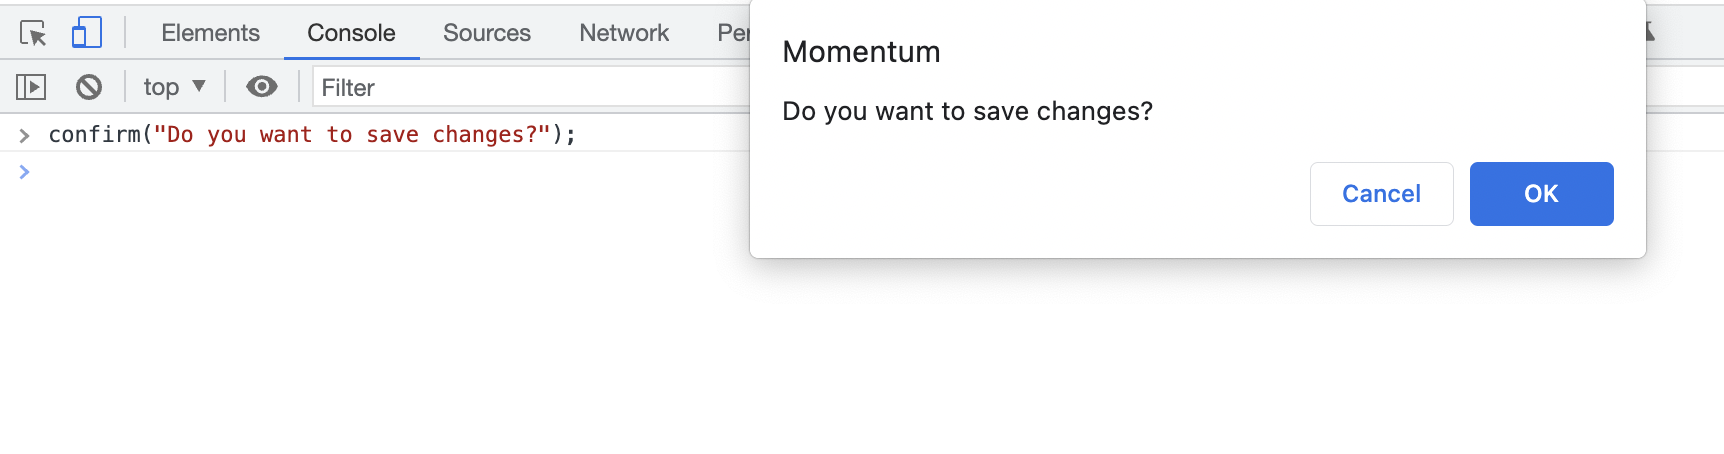 Elements Console Sources Network Per
top Filter
confirm("Do you want to save changes?");
Momentum
Do you want to save changes?
Cancel OK